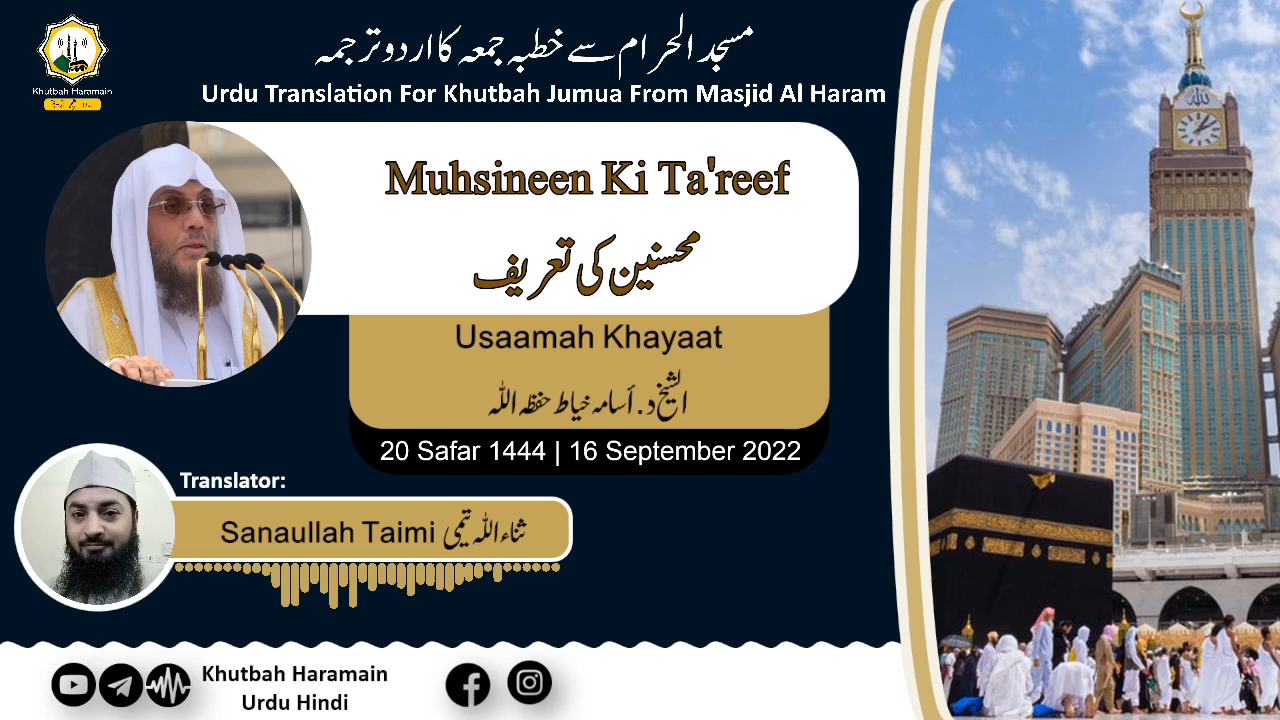 Khutbah Haramain
مسجد الحرام سے خطبہ جمعہ کا اردو ترجمہ
Urdu Translation For Khutbah Jumua From Masjid Al Haram
Muhsineen Ki Ta'reef
محسنین کی تعریف
Usaamah Khayaat
الشیخ د. أسامہ خیاط حفظہ اللہ
20 Safar 1444 | 16 September 2022
Translator:
Sanaullah Taimi ثناء اللہ تیمی
Khutbah Haramain
Urdu Hindi
الله